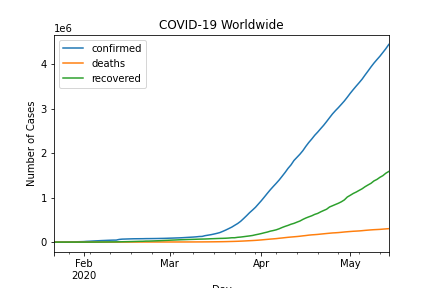 COVID-19 Worldwide
1e6
confirmed
deaths
recovered
4
3
2
1
0
Number of Cases
Feb
2020
Mar
Apr
May